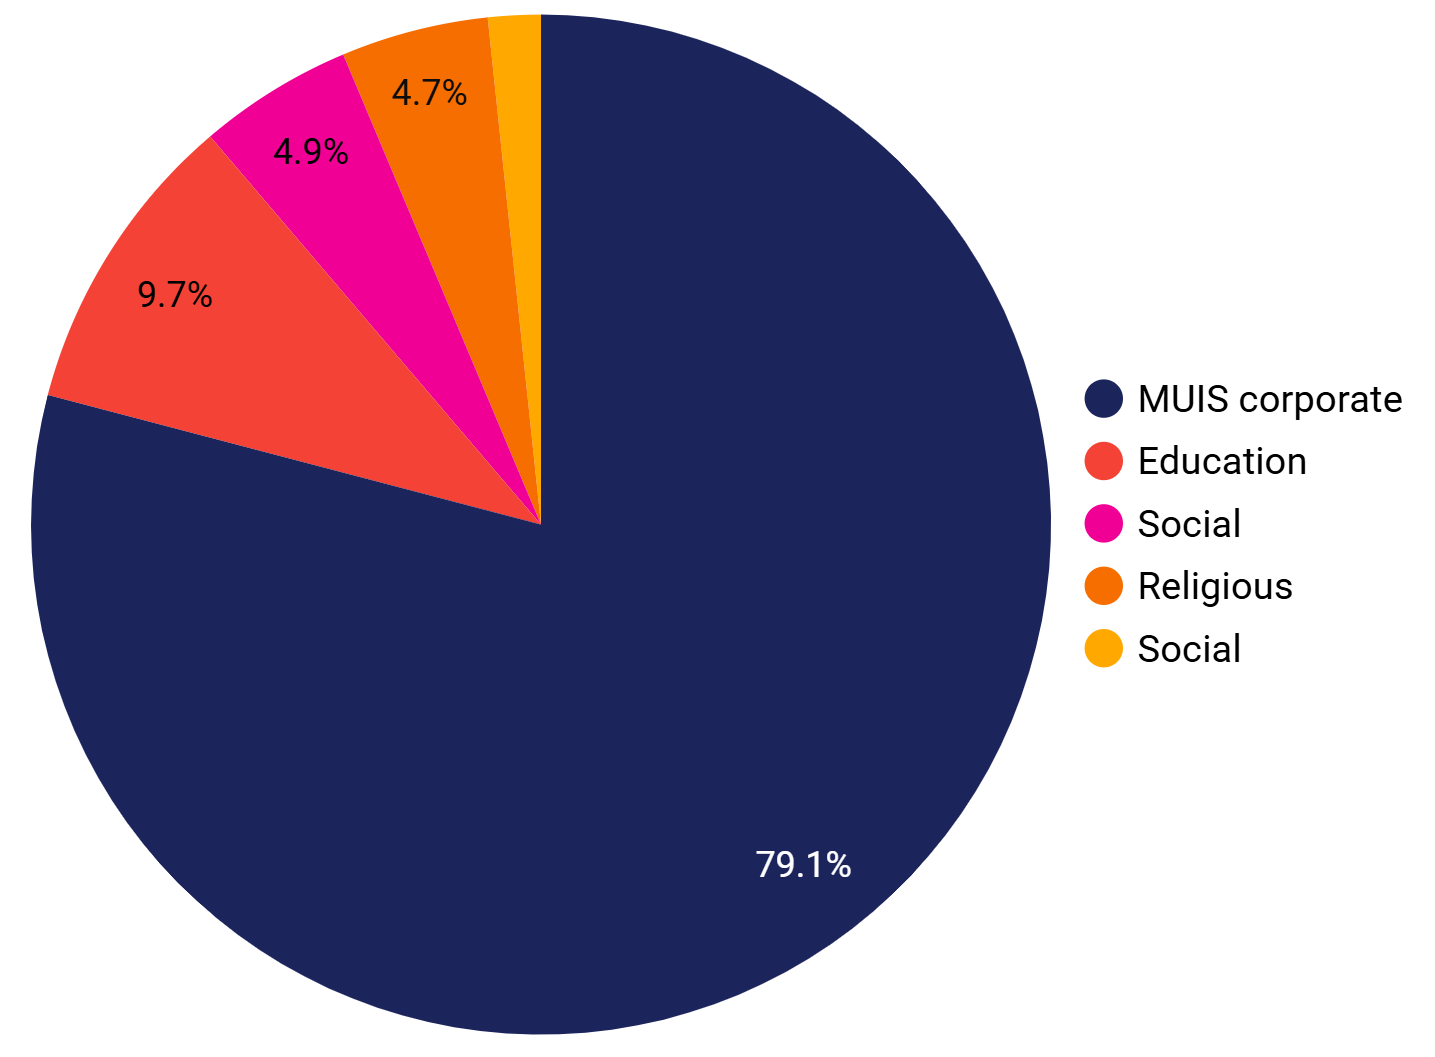 4.7%
4.9%
9.7%
79.1%
MUIS corporate
Education
Social
Religious
Social